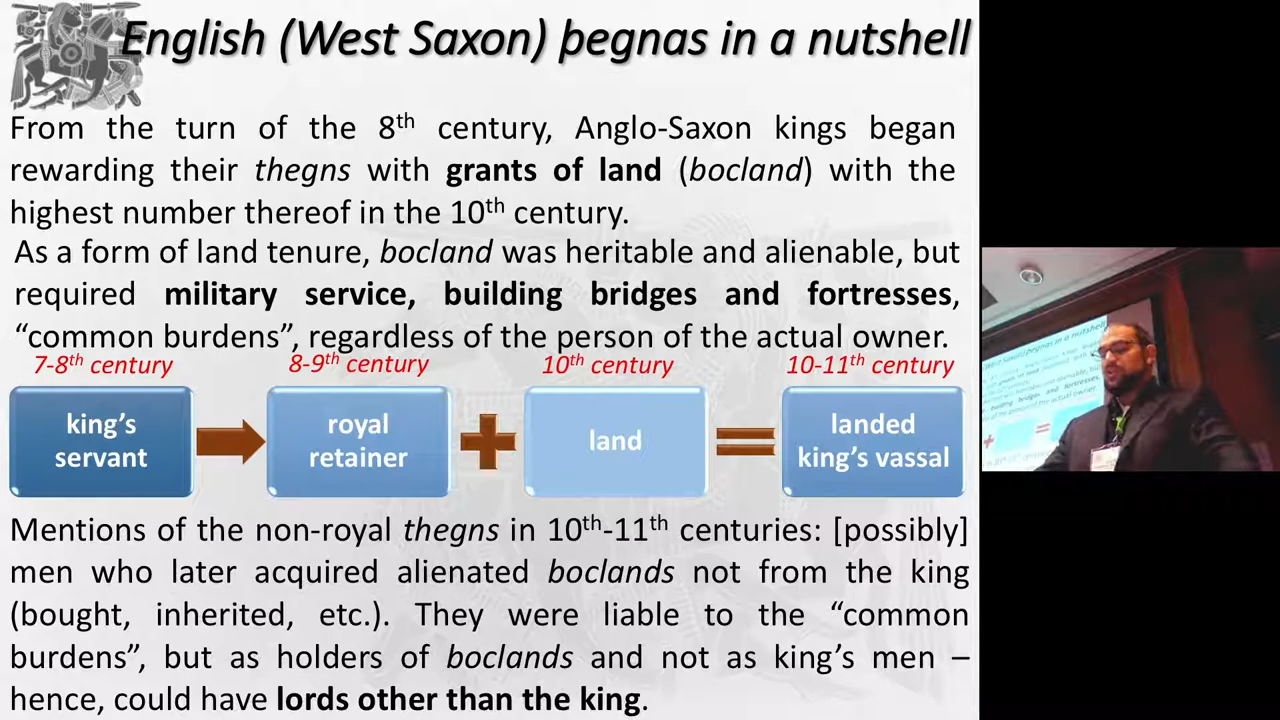 English (West Saxon) þegnas in a nutshell
From the turn of the 8th century, Anglo-Saxon kings began
rewarding their thegns with grants of land (bocland) with the
highest number thereof in the 10th century.
As a form of land tenure, bocland was heritable and alienable, but
required military service, building bridges and fortresses,
“common burdens”, regardless of the person of the actual owner.
7-8th century
8-9th century
10th century
10-11th century
king’s
servant
royal
retainer
land
landed
king’s vassal
Mentions of the non-royal thegns in 10th-11th centuries: [possibly]
men who later acquired alienated boclands not from the king
(bought, inherited, etc.). They were liable to the “common
burdens”, but as holders of boclands and not as king’s men –
hence, could have lords other than the king.